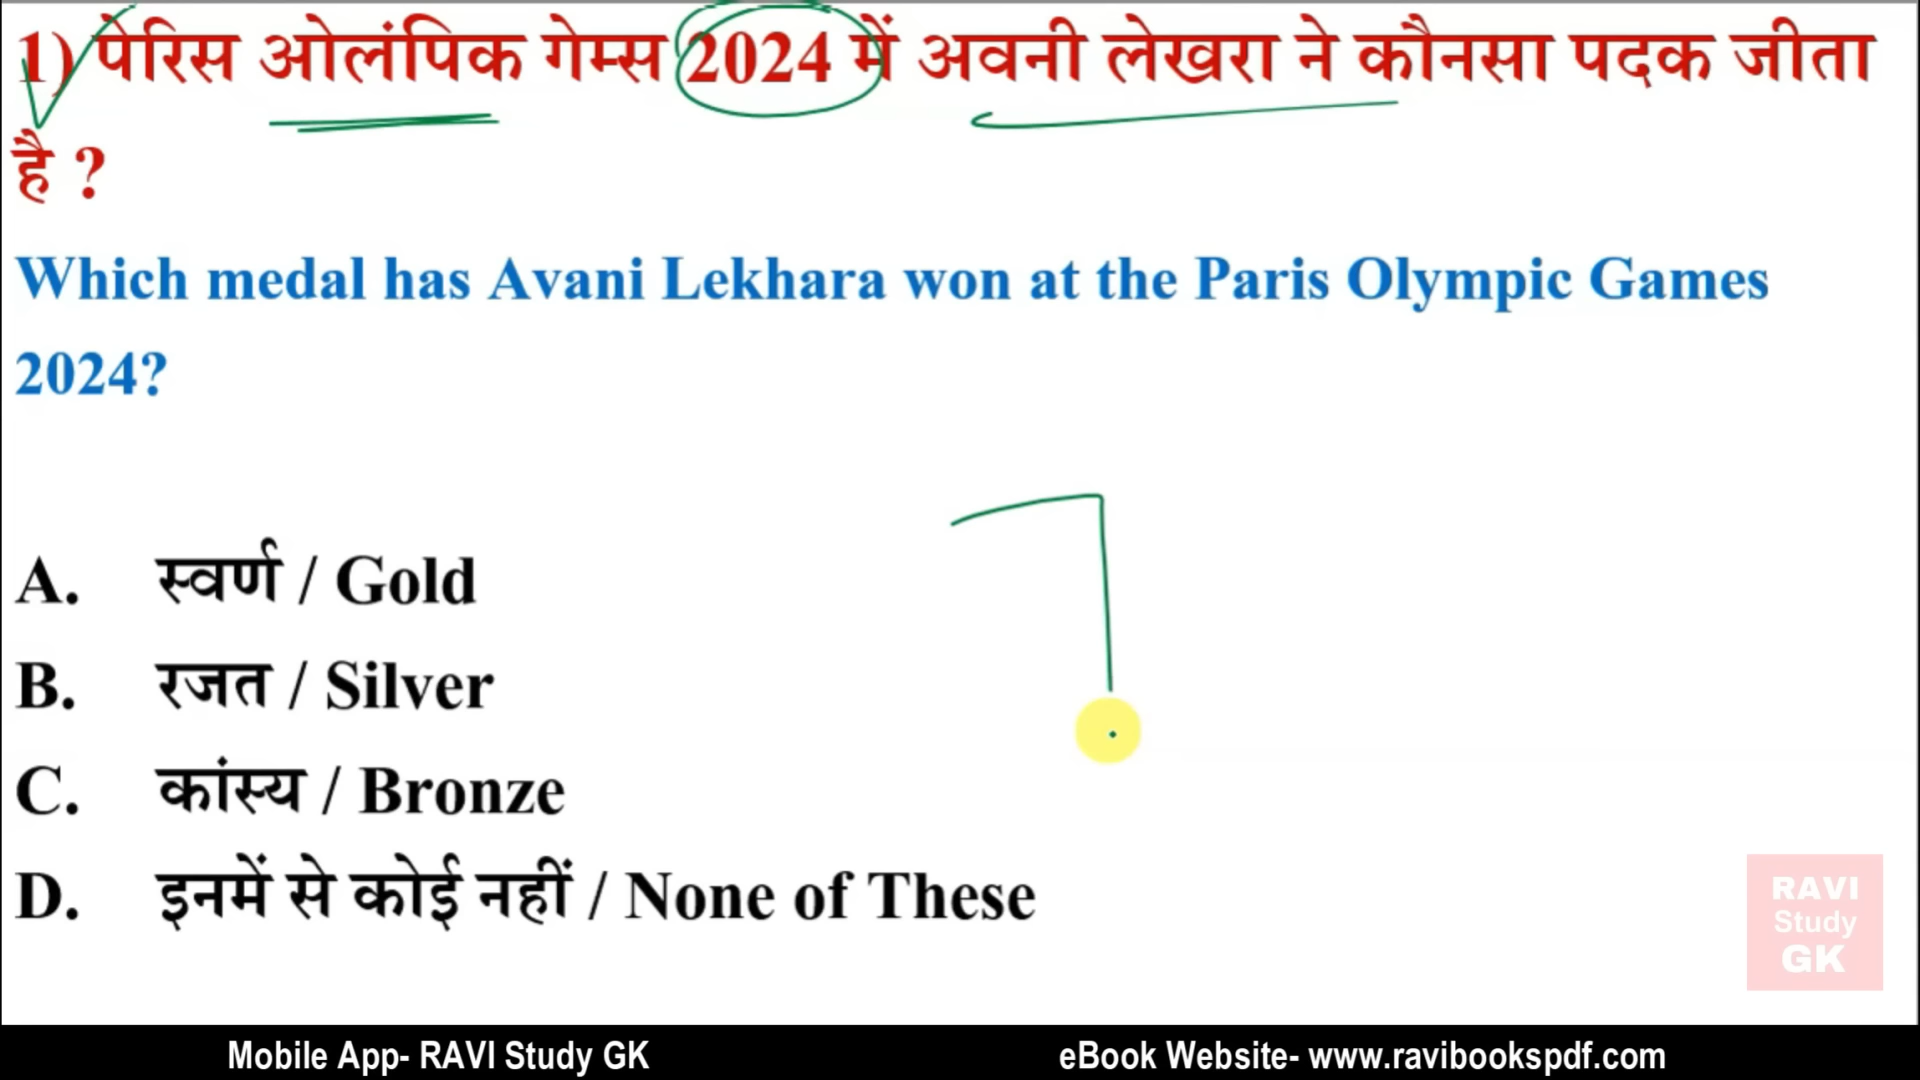 1) पेरिस ओलंपिक गेम्स 2024 में अवनी लेखरा ने कौनसा पदक जीता
है ?
Which medal has Avani Lekhara won at the Paris Olympic Games
2024?
A. स्वर्ण / Gold
B. रजत / Silver
C. कांस्य / Bronze
D. इनमें से कोई नहीं / None of These
RAVI
Study
GK
Mobile App- RAVI Study GK eBook Website- www.ravibookspdf.com